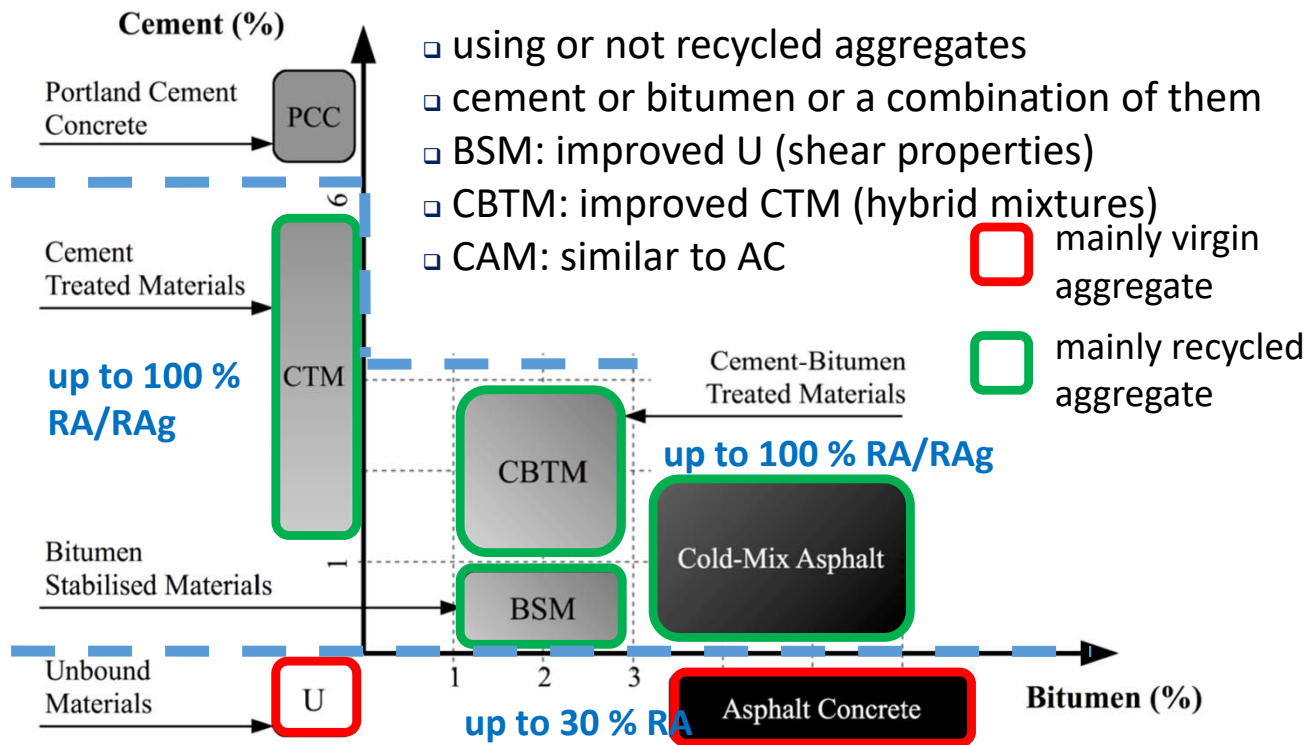 Cement (%)
❑ using or not recycled aggregates
❑ cement or bitumen or a combination of them
❑ BSM: improved U (shear properties)
❑ CBTM: improved CTM (hybrid mixtures)
❑ CAM: similar to AC
mainly virgin
aggregate
mainly recycled
aggregate
Portland Cement
Concrete
PCC
6
Cement
Treated Materials
up to 100 %
RA/RAg
CTM
Cement-Bitumen
Treated Materials
up to 100 % RA/RAg
CBTM
Cold-Mix Asphalt
Bitumen
Stabilised Materials
1
BSM
Unbound
Materials
U
1
2
3
up to 30 % RA
Asphalt Concrete
Bitumen (%)